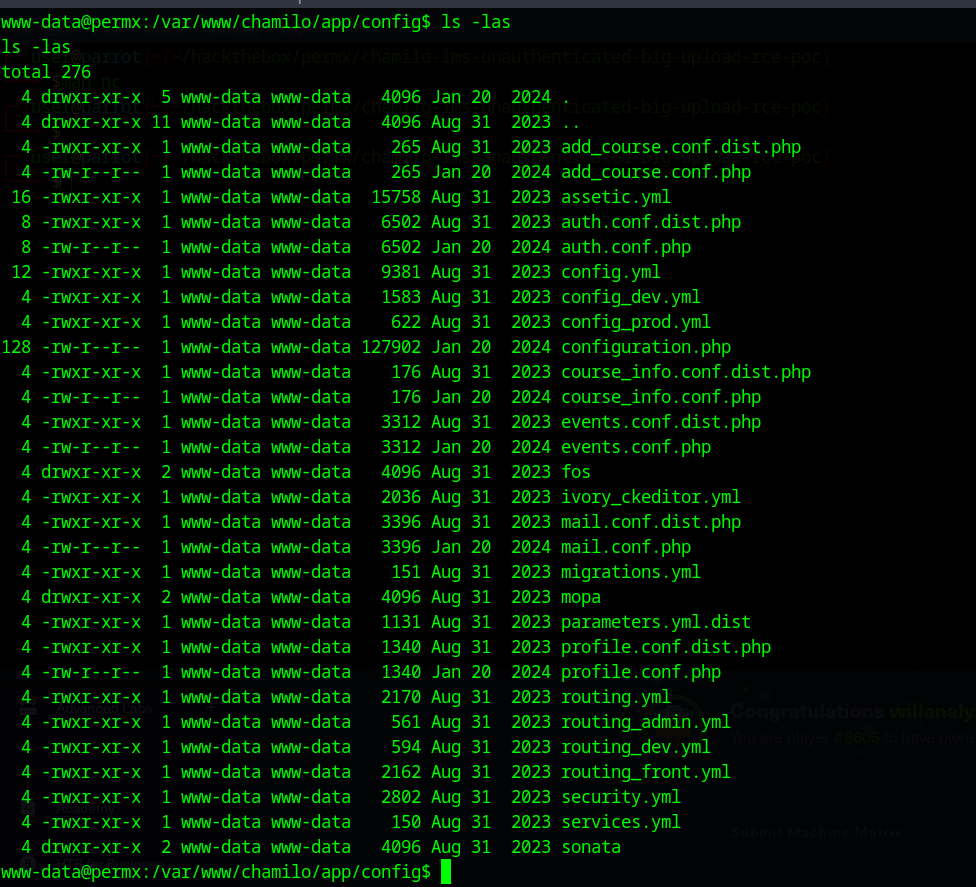 www-data@permx:/var/www/chamilo/app/config$ ls -las
ls -las
total 276
  4 drwxr-xr-x  5 www-data www-data   4096 Jan 20  2024 .
  4 drwxr-xr-x 11 www-data www-data   4096 Aug 31  2023 ..
  4 -rwxr-xr-x  1 www-data www-data    265 Aug 31  2023 add_course.conf.dist.php
  4 -rw-r--r--  1 www-data www-data    265 Jan 20  2024 add_course.conf.php
 16 -rwxr-xr-x  1 www-data www-data  15758 Aug 31  2023 assetic.yml
  8 -rwxr-xr-x  1 www-data www-data   6502 Aug 31  2023 auth.conf.dist.php
  8 -rw-r--r--  1 www-data www-data   6502 Jan 20  2024 auth.conf.php
 12 -rwxr-xr-x  1 www-data www-data   9381 Aug 31  2023 config.yml
  4 -rwxr-xr-x  1 www-data www-data   1583 Aug 31  2023 config_dev.yml
  4 -rwxr-xr-x  1 www-data www-data    622 Aug 31  2023 config_prod.yml
128 -rw-r--r--  1 www-data www-data 127902 Jan 20  2024 configuration.php
  4 -rwxr-xr-x  1 www-data www-data    176 Aug 31  2023 course_info.conf.dist.php
  4 -rw-r--r--  1 www-data www-data    176 Jan 20  2024 course_info.conf.php
  4 -rwxr-xr-x  1 www-data www-data   3312 Aug 31  2023 events.conf.dist.php
  4 -rw-r--r--  1 www-data www-data   3312 Jan 20  2024 events.conf.php
  4 drwxr-xr-x  2 www-data www-data   4096 Aug 31  2023 fos
  4 -rwxr-xr-x  1 www-data www-data   2036 Aug 31  2023 ivory_ckeditor.yml
  4 -rwxr-xr-x  1 www-data www-data   3396 Aug 31  2023 mail.conf.dist.php
  4 -rw-r--r--  1 www-data www-data   3396 Jan 20  2024 mail.conf.php
  4 -rwxr-xr-x  1 www-data www-data    151 Aug 31  2023 migrations.yml
  4 drwxr-xr-x  2 www-data www-data   4096 Aug 31  2023 mopa
  4 -rwxr-xr-x  1 www-data www-data   1131 Aug 31  2023 parameters.yml.dist
  4 -rwxr-xr-x  1 www-data www-data   1340 Aug 31  2023 profile.conf.dist.php
  4 -rw-r--r--  1 www-data www-data   1340 Jan 20  2024 profile.conf.php
  4 -rwxr-xr-x  1 www-data www-data   2170 Aug 31  2023 routing.yml
  4 -rwxr-xr-x  1 www-data www-data    561 Aug 31  2023 routing_admin.yml
  4 -rwxr-xr-x  1 www-data www-data    594 Aug 31  2023 routing_dev.yml
  4 -rwxr-xr-x  1 www-data www-data   2162 Aug 31  2023 routing_front.yml
  4 -rwxr-xr-x  1 www-data www-data   2802 Aug 31  2023 security.yml
  4 -rwxr-xr-x  1 www-data www-data    150 Aug 31  2023 services.yml
  4 drwxr-xr-x  2 www-data www-data   4096 Aug 31  2023 sonata
www-data@permx:/var/www/chamilo/app/config$
Congratulations willanaly
Submit Machine Matrix